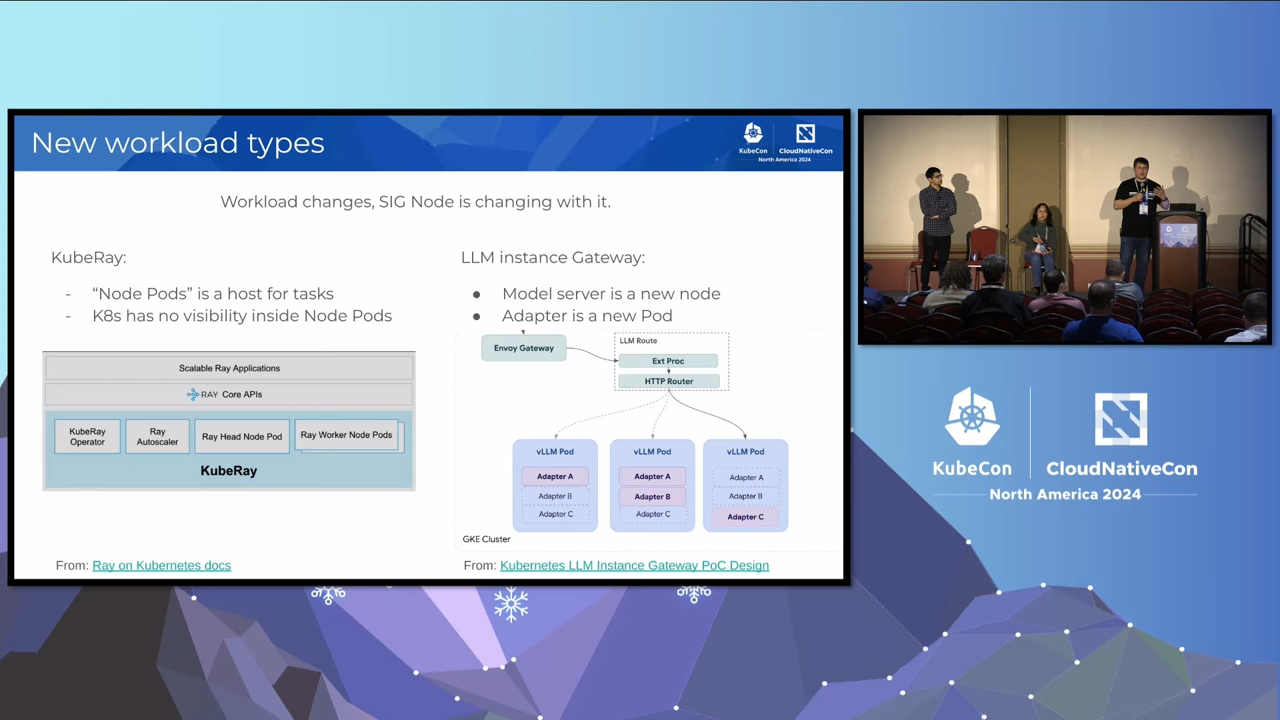 New workload types
KubeCon
CloudNativeCon
North America 2024
Workload changes, SIG Node is changing with it.
KubeRay:
- “Node Pods” is a host for tasks
- K8s has no visibility inside Node Pods
Scalable Ray Applications
RAY Core APIs
KubeRay
Operator
Ray
Autoscaler
Ray Head Node Pod
Ray Worker Node Pods
KubeRay
From: Ray on Kubernetes docs
LLM instance Gateway:
● Model server is a new node
● Adapter is a new Pod
Envoy Gateway
LLM Route
Ext Proc
HTTP Router
vLLM Pod
Adapter A
Adapter B
Adapter C
vLLM Pod
Adapter A
Adapter B
Adapter C
vLLM Pod
Adapter A
Adapter B
Adapter C
GKE Cluster
From: Kubernetes LLM Instance Gateway PoC Design
KubeCon
CloudNativeCon
North America 2024